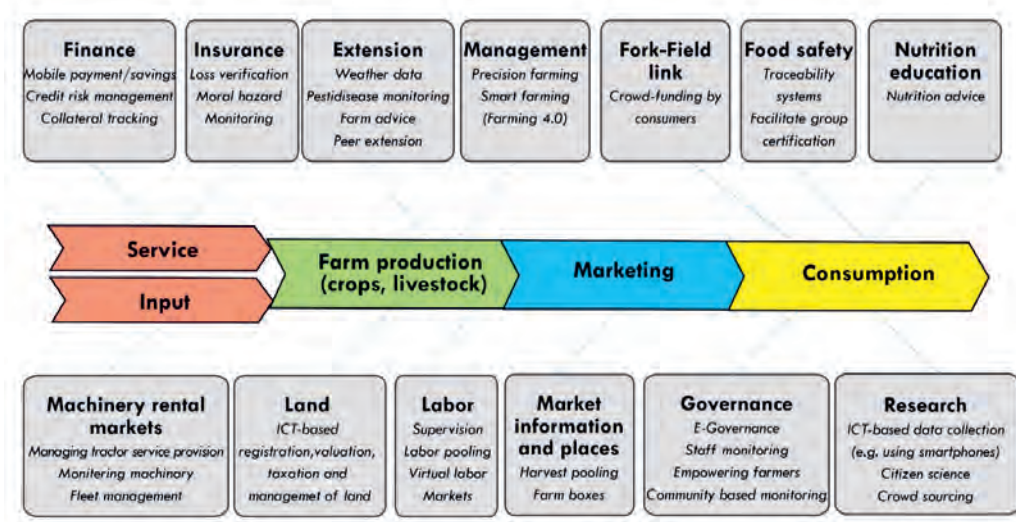 Finance
Mobile payment/savings
Credit risk management
Collateral tracking
Insurance
Loss verification
Moral hazard
Monitoring
Extension
Weather data
Pestidisease monitoring
Farm advice
Peer extension
Management
Precision farming
Smart farming
(Farming 4.0)
Fork-Field
link
Crowd-funding by
consumers
Food safety
Traceability
systems
Facilitate group
certification
Nutrition
education
Nutrition advice
Service
Input
Farm production
(crops, livestock)
Marketing
Consumption
Machinery rental
markets
Managing tractor service provision
Monitering machinary
Fleet management
Land
ICT-based
registration,valuation,
taxation and
managemet of land
Labor
Supervision
Labor pooling
Virtual labor
Markets
Market
information
and places
Harvest pooling
Farm boxes
Governance
E-Governance
Staff monitoring
Empowering farmers
Community based monitoring
Research
ICT-based data collection
(e.g. using smartphones)
Citizen science
Crowd sourcing